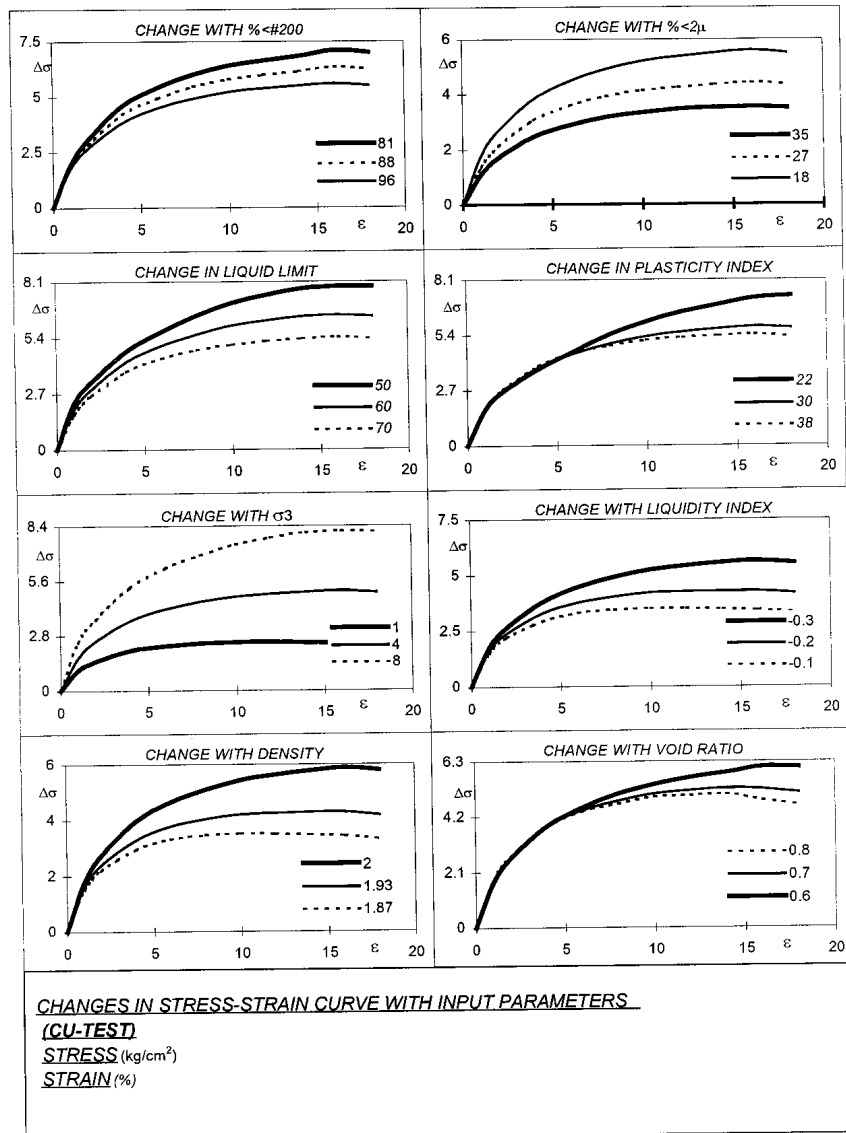 CHANGE WITH %<#200
7.5
Δσ
5
2.5
0
81
88
96
0 5 10 15 ε 20
CHANGE WITH %<2μ
6
Δσ
4
2
0
35
27
18
0 5 10 15 ε 20
CHANGE IN LIQUID LIMIT
8.1
Δσ
5.4
2.7
0
50
60
70
0 5 10 15 ε 20
CHANGE IN PLASTICITY INDEX
8.1
Δσ
5.4
2.7
0
22
30
38
0 5 10 15 ε 20
CHANGE WITH σ3
8.4
Δσ
5.6
2.8
0
1
4
8
0 5 10 15 ε 20
CHANGE WITH LIQUIDITY INDEX
7.5
Δσ
5
2.5
0
-0.3
-0.2
-0.1
0 5 10 15 ε 20
CHANGE WITH DENSITY
6
Δσ
4
2
0
2
1.93
1.87
0 5 10 15 ε 20
CHANGE WITH VOID RATIO
6.3
Δσ
4.2
2.1
0
0.8
0.7
0.6
0 5 10 15 ε 20
CHANGES IN STRESS-STRAIN CURVE WITH INPUT PARAMETERS
(CU-TEST)
STRESS (kg/cm²)
STRAIN (%)